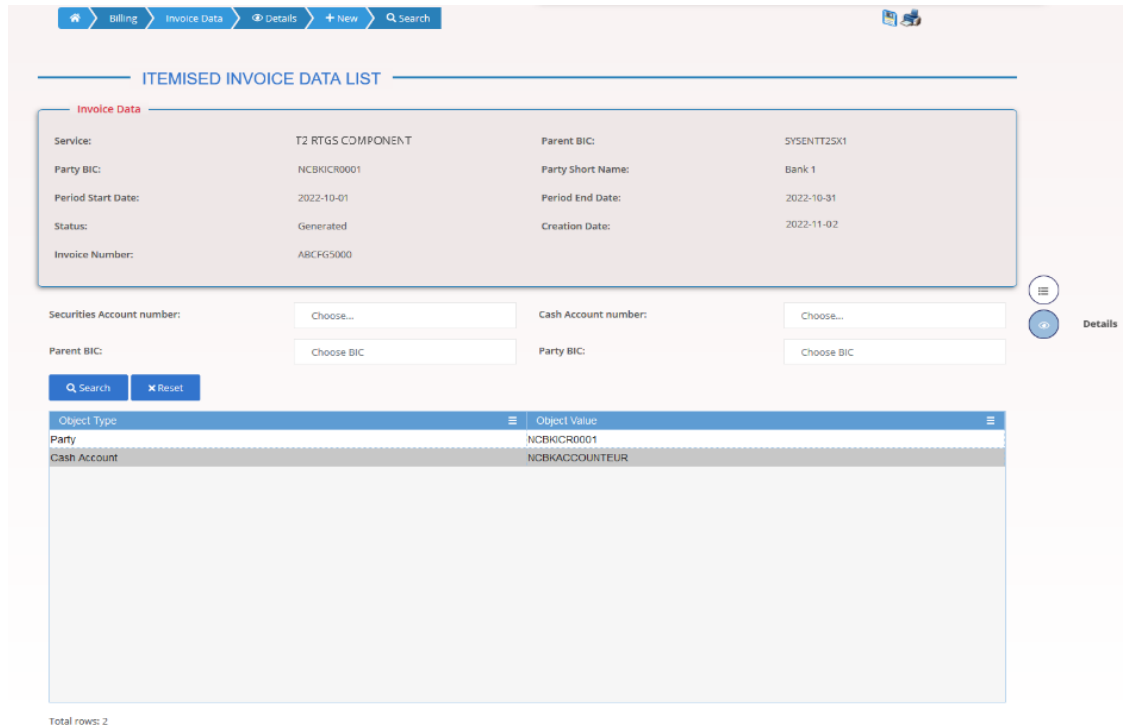 Billing Invoice Data Details New Search
ITEMISED INVOICE DATA LIST
Invoice Data
Service: T2 RTGS COMPONENT Parent BIC: SYSENTT2SX1
Party BIC: NCBKICR0001 Party Short Name: Bank 1
Period Start Date: 2022-10-01 Period End Date: 2022-10-31
Status: Generated Creation Date: 2022-11-02
Invoice Number: ABCFG5000
Securities Account number: Choose... Cash Account number: Choose...
Details
Parent BIC: Choose BIC Party BIC: Choose BIC
Search Reset
Object Type Object Value
Party NCBKICR0001
Cash Account NCBKACCOUNTEUR
Total rows: 2